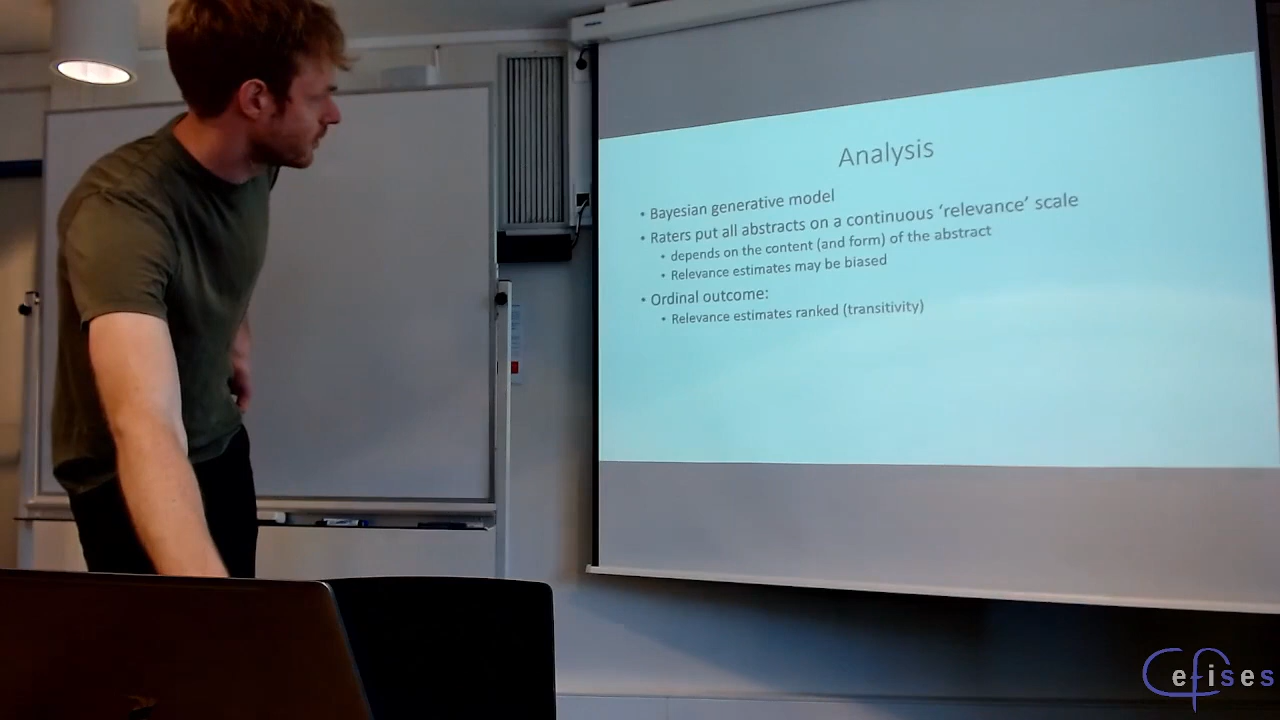 Analysis
• Bayesian generative model
• Raters put all abstracts on a continuous ‘relevance’ scale
• depends on the content (and form) of the abstract
• Relevance estimates may be biased
• Ordinal outcome:
• Relevance estimates ranked (transitivity)
Cefises